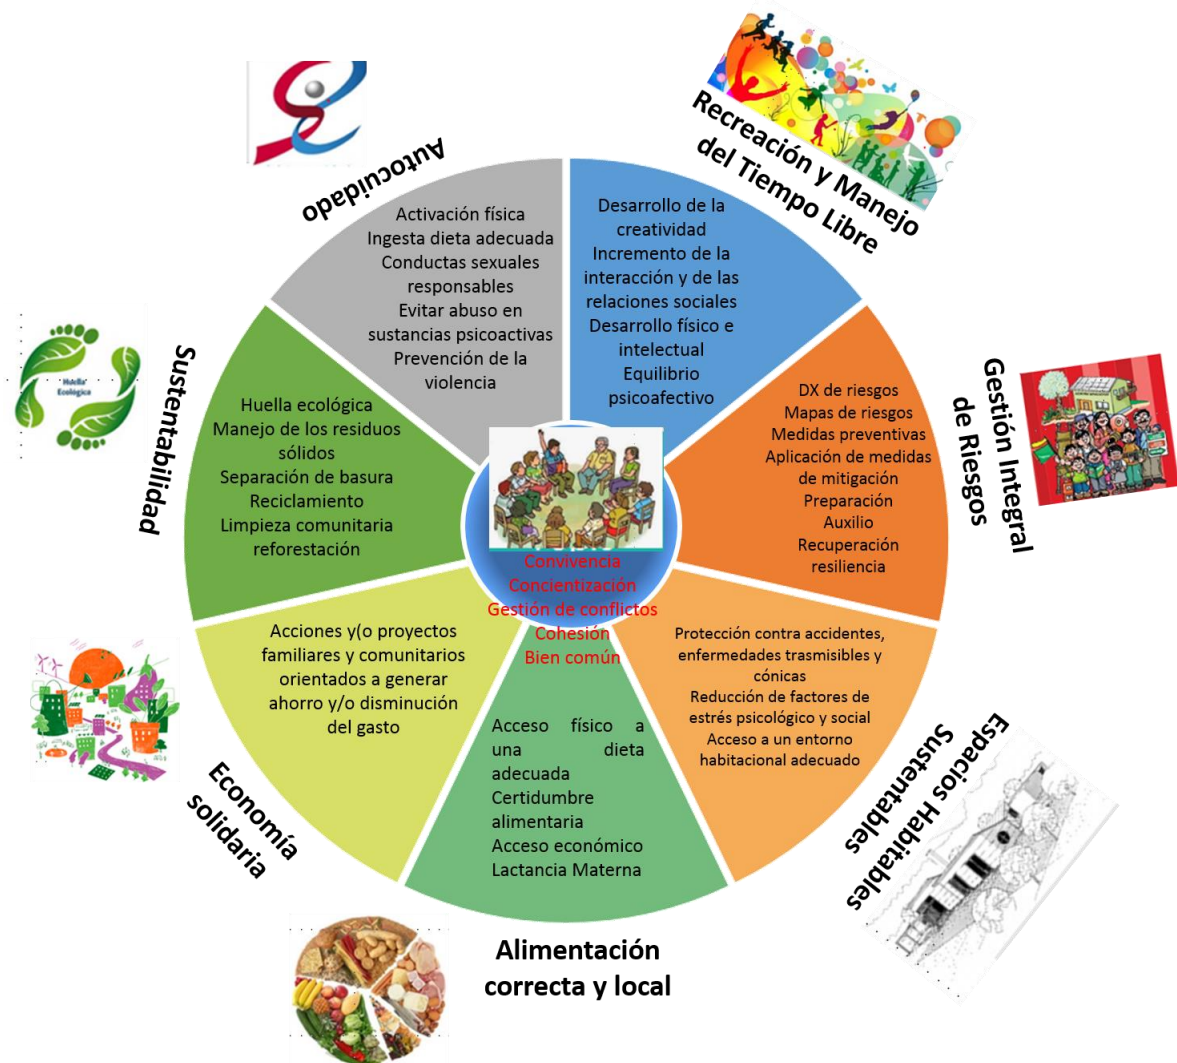 Recreación y Manejo
del Tiempo Libre
Desarrollo de la
creatividad
Incremento de la
interacción y de las
relaciones sociales
Desarrollo físico e
intelectual
Equilibrio
psicoafectivo
Gestión Integral
de Riesgos
DX de riesgos
Mapas de riesgos
Medidas preventivas
Aplicación de medidas
de mitigación
Preparación
Auxilio
Recuperación
resiliencia
Espacios Habitables
Sustentables
Protección contra accidentes,
enfermedades trasmisibles y
cónicas
Reducción de factores de
estrés psicológico y social
Acceso a un entorno
habitacional adecuado
Alimentación
correcta y local
Acceso físico a
una dieta
adecuada
Certidumbre
alimentaria
Acceso económico
Lactancia Materna
Economía
solidaria
Acciones y(o proyectos
familiares y comunitarios
orientados a generar
ahorro y/o disminución
del gasto
Sustentabilidad
Huella
Ecológica
Huella ecológica
Manejo de los residuos
sólidos
Separación de basura
Reciclamiento
Limpieza comunitaria
reforestación
Autocuidado
Activación física
Ingesta dieta adecuada
Conductas sexuales
responsables
Evitar abuso en
sustancias psicoactivas
Prevención de la
violencia
Convivencia
Concientización
Gestión de conflictos
Cohesión
Bien común